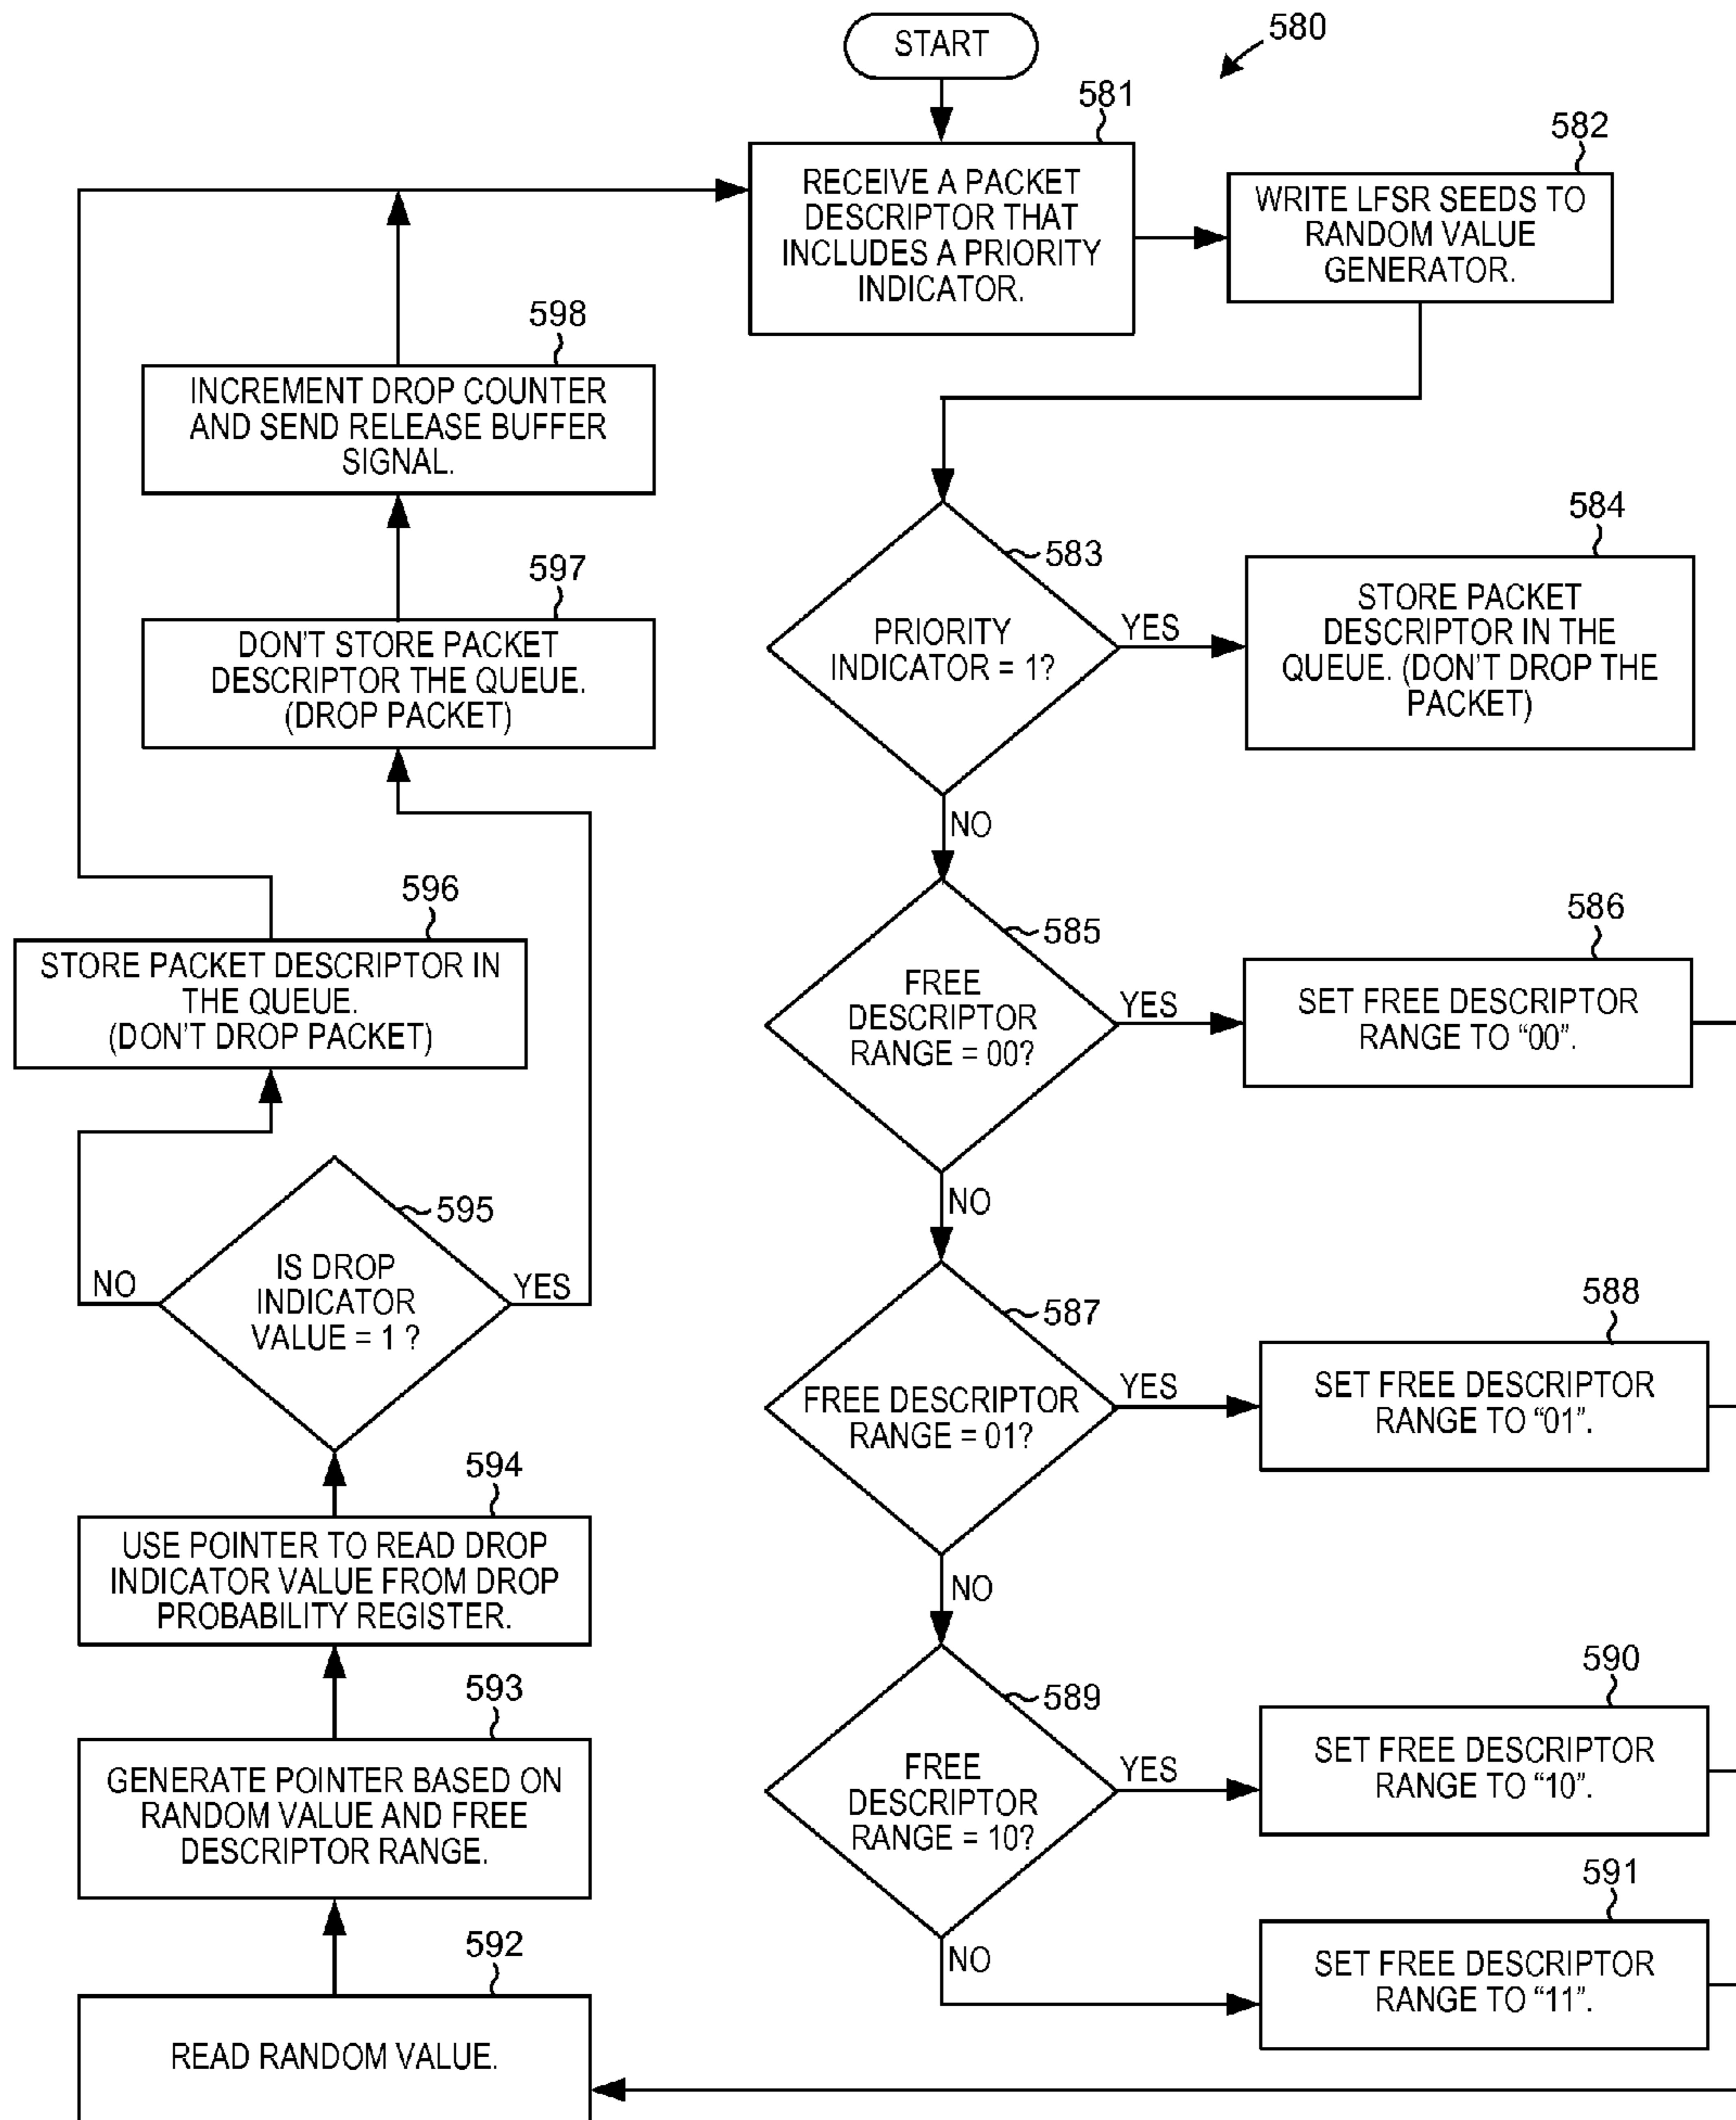 START
580
581
RECEIVE A PACKET
DESCRIPTOR THAT
INCLUDES A PRIORITY
INDICATOR.
582
WRITE LFSR SEEDS TO
RANDOM VALUE
GENERATOR.
583
PRIORITY
INDICATOR = 1?
YES
NO
584
STORE PACKET
DESCRIPTOR IN THE
QUEUE. (DON'T DROP THE
PACKET)
585
FREE
DESCRIPTOR
RANGE = 00?
YES
NO
586
SET FREE DESCRIPTOR
RANGE TO “00”.
587
FREE DESCRIPTOR
RANGE = 01?
YES
NO
588
SET FREE DESCRIPTOR
RANGE TO “01”.
589
FREE
DESCRIPTOR
RANGE = 10?
YES
NO
590
SET FREE DESCRIPTOR
RANGE TO “10”.
591
SET FREE DESCRIPTOR
RANGE TO “11”.
592
READ RANDOM VALUE.
593
GENERATE POINTER BASED ON
RANDOM VALUE AND FREE
DESCRIPTOR RANGE.
594
USE POINTER TO READ DROP
INDICATOR VALUE FROM DROP
PROBABILITY REGISTER.
595
IS DROP
INDICATOR
VALUE = 1 ?
NO
YES
596
STORE PACKET DESCRIPTOR IN
THE QUEUE.
(DON'T DROP PACKET)
597
DON'T STORE PACKET
DESCRIPTOR THE QUEUE.
(DROP PACKET)
598
INCREMENT DROP COUNTER
AND SEND RELEASE BUFFER
SIGNAL.